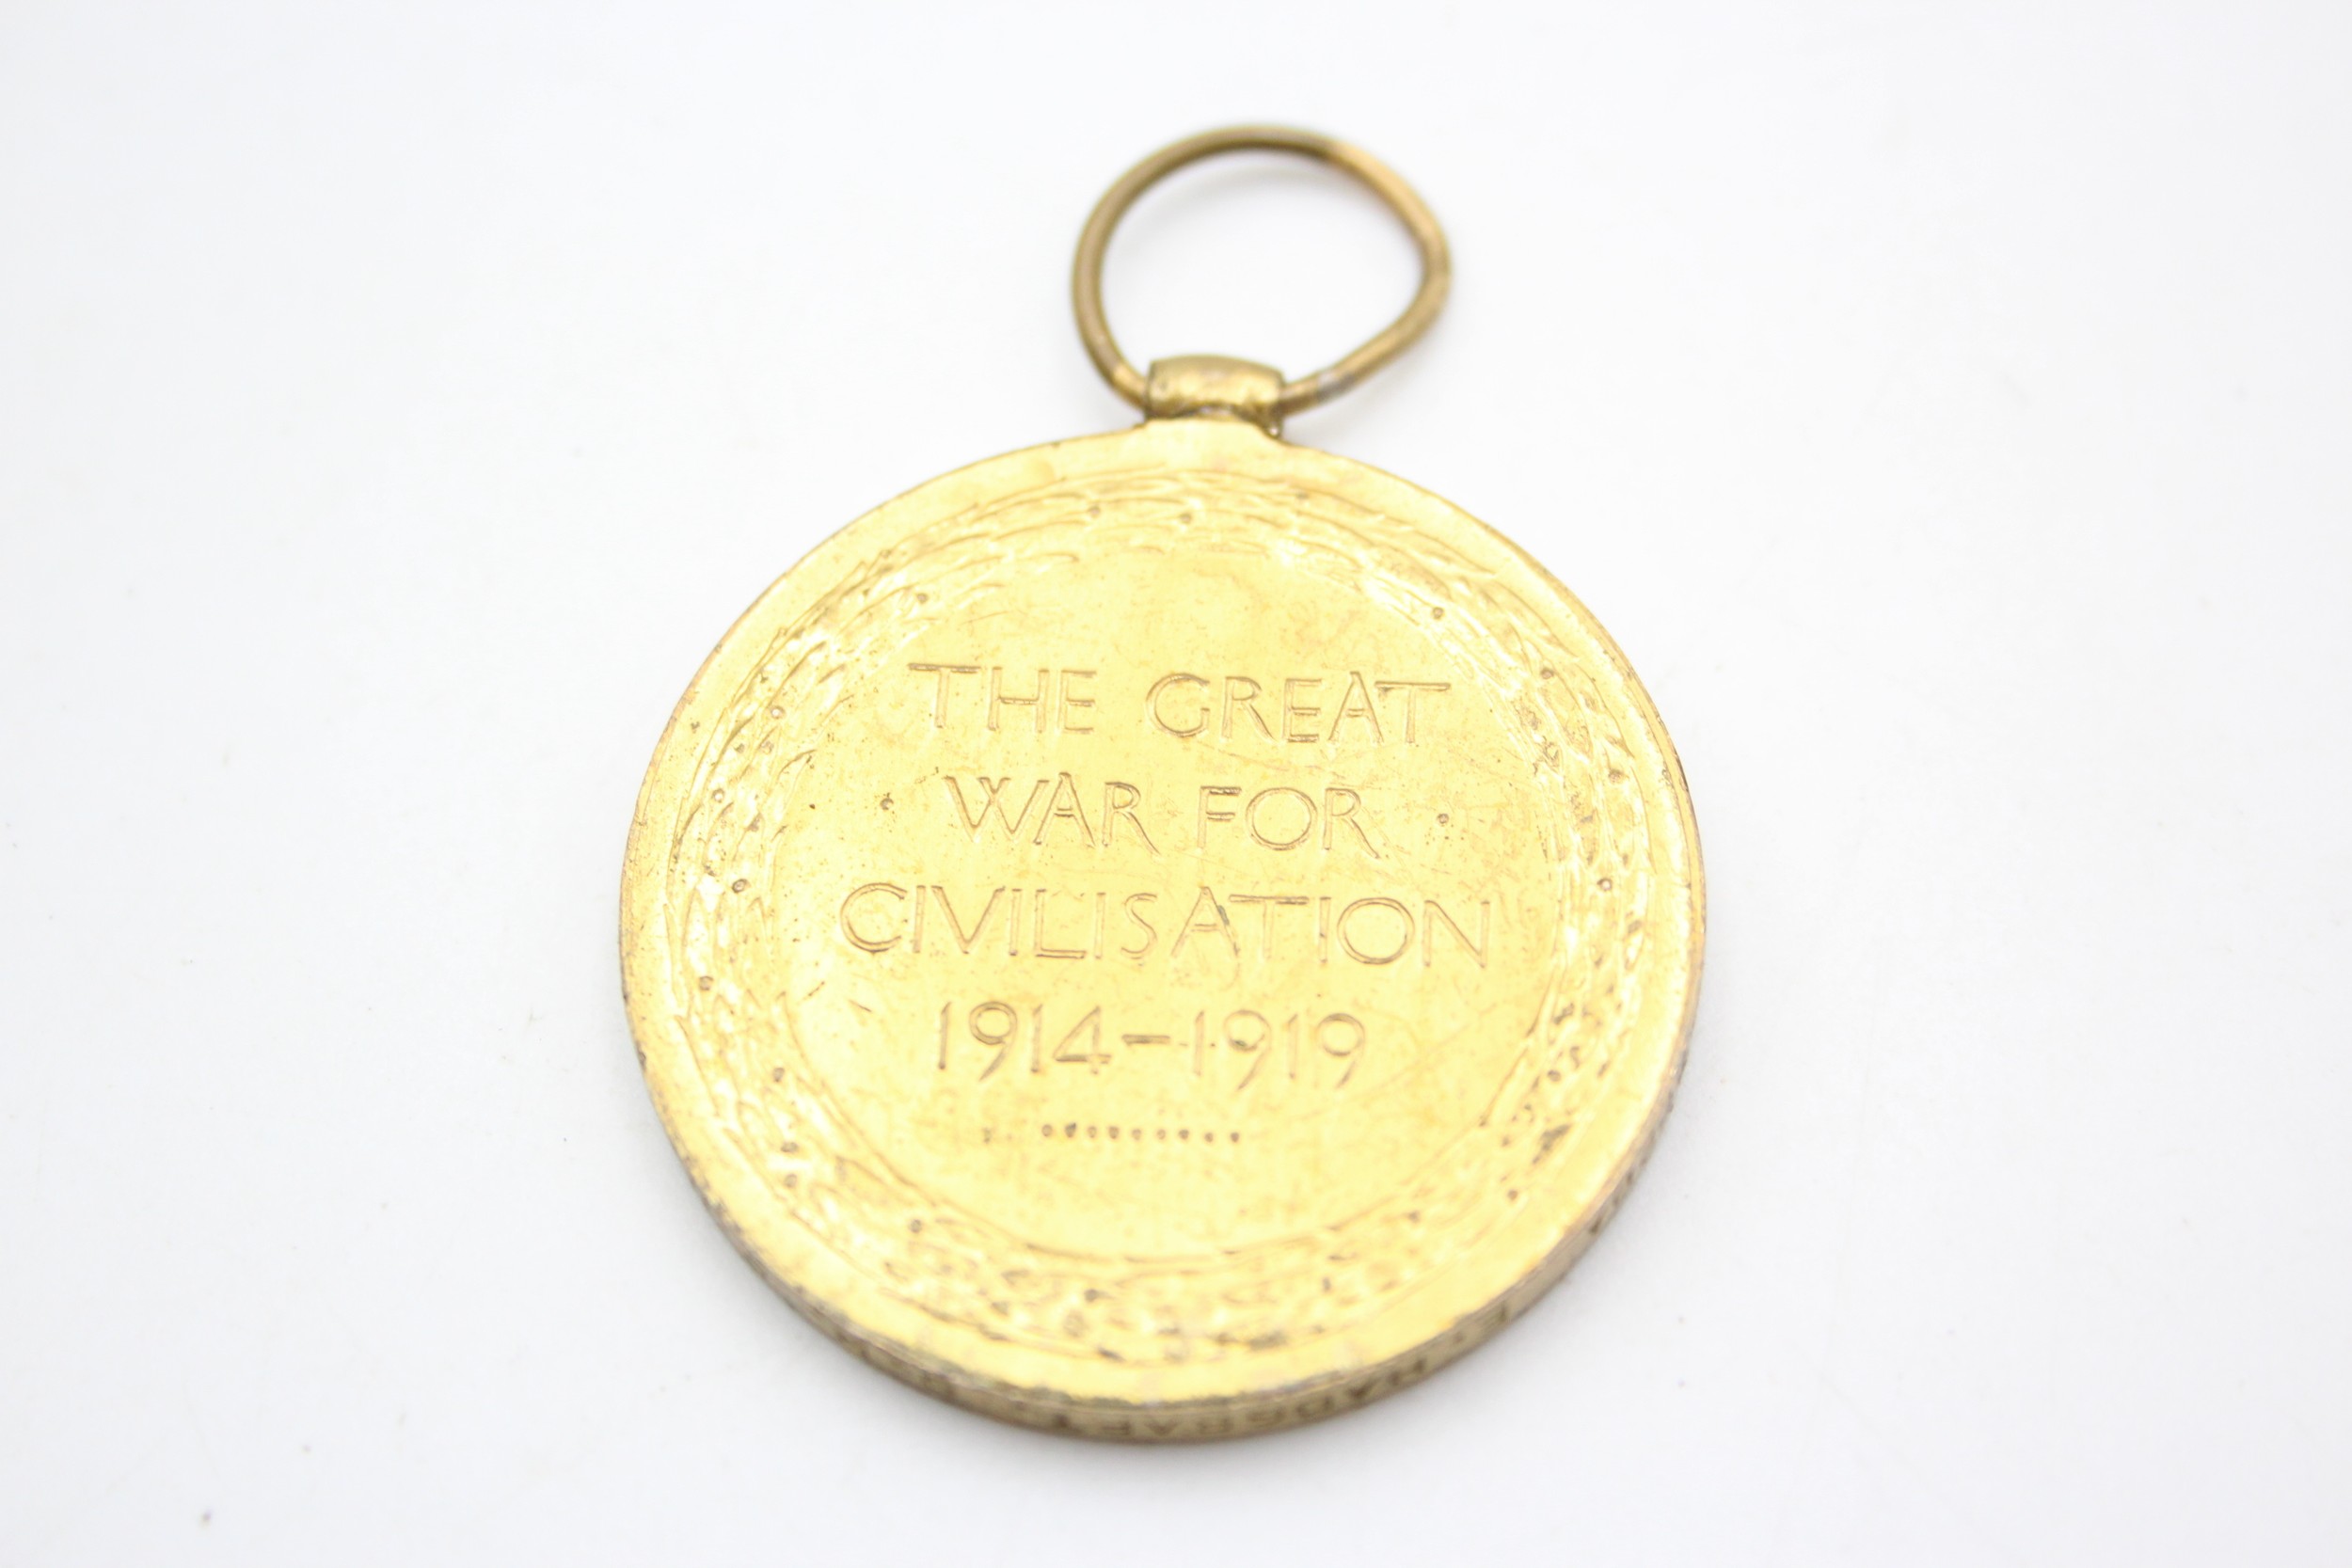 THE GREAT
WAR FOR
CIVILISATION
1914-1919